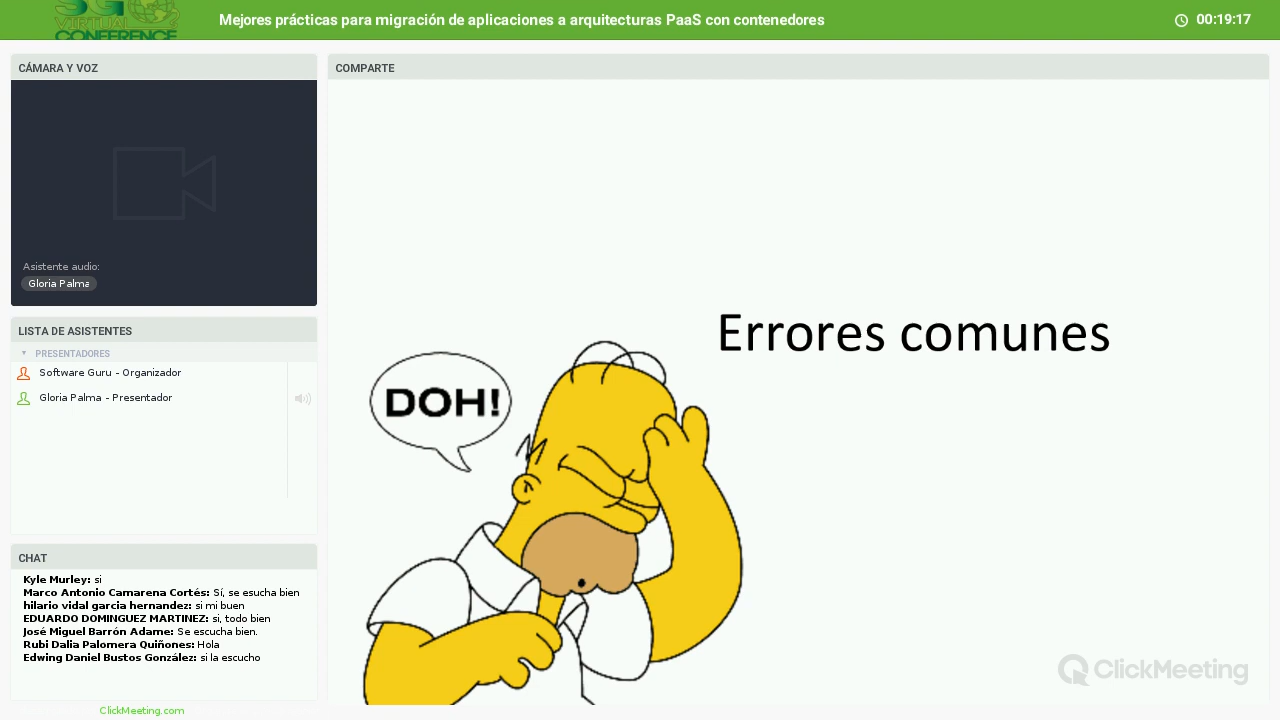 SG
VIRTUAL
CONFERENCE
Mejores prácticas para migración de aplicaciones a arquitecturas PaaS con contenedores
00:19:17
CÁMARA Y VOZ
Asistente audio:
Gloria Palma
LISTA DE ASISTENTES
PRESENTADORES
Software Guru - Organizador
Gloria Palma - Presentador
CHAT
Kyle Murley: si
Marco Antonio Camarena Cortés: Sí, se esucha bien
hilario vidal garcia hernandez: si mi buen
EDUARDO DOMINGUEZ MARTINEZ: si, todo bien
José Miguel Barrón Adame: Se escucha bien.
Rubi Dalia Palomera Quiñones: Hola
Edwing Daniel Bustos González: si la escucho
ClickMeeting.com
COMPARTE
Errores comunes
DOH!
ClickMeeting